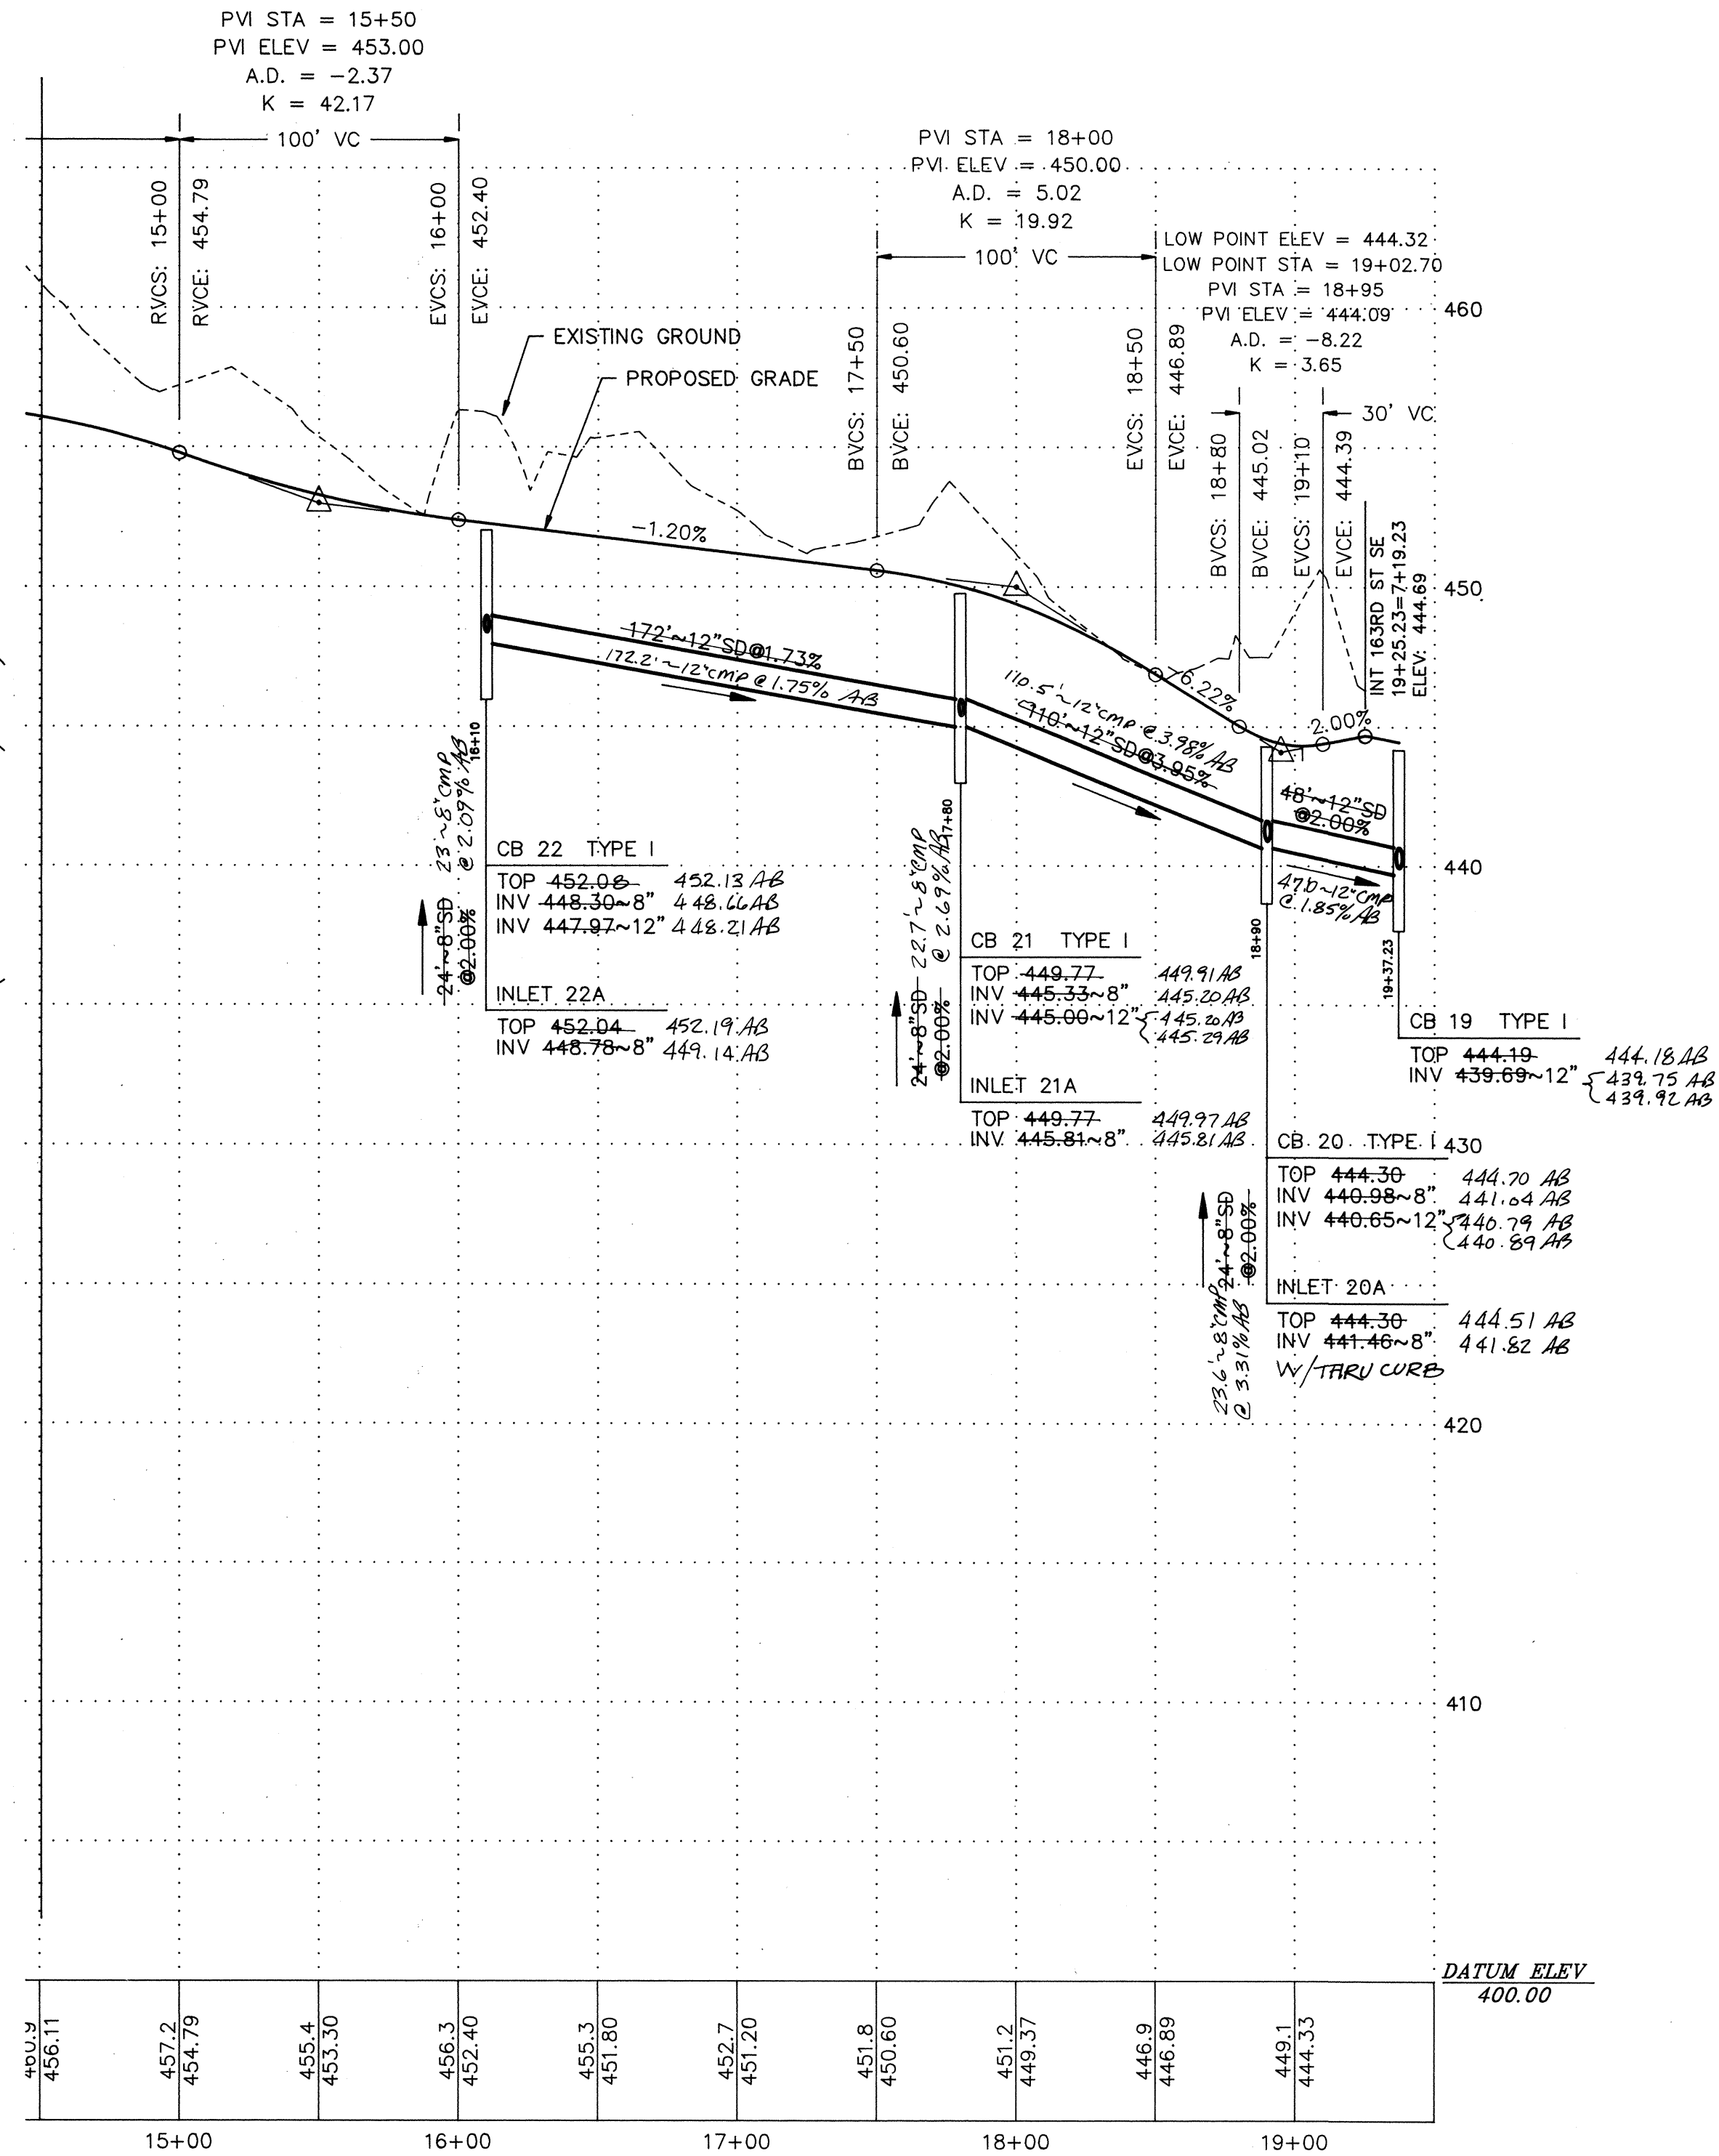 PVI STA = 15+50
PVI ELEV = 453.00
A.D. = -2.37
K = 42.17
100' VC
RVCS: 15+00
RVCE: 454.79
EVCS: 16+00
EVCE: 452.40
PVI STA = 18+00
PVI ELEV = 450.00
A.D. = 5.02
K = 19.92
100' VC
BVCS: 17+50
BVCE: 450.60
EVCS: 18+50
EVCE: 446.89
LOW POINT ELEV = 444.32
LOW POINT STA = 19+02.70
PVI STA = 18+95
PVI ELEV = 444.09
A.D. = -8.22
K = 3.65
30' VC
BVCS: 18+80
BVCE: 445.02
EVCS: 19+10
EVCE: 444.39
INT 163RD ST SE
19+25.23=7+19.23
ELEV: 444.69
EXISTING GROUND
PROPOSED GRADE
-1.20%
-6.22%
2.00%
460
450
440
430
420
410
172'~12"SD@1.73%
172.2'~12"CMP @ 1.75% AB
110.5'~12"CMP @ 3.98% AB
110'~12"SD@3.95%
48'~12"SD
@2.00%
47.0~12"CMP
@ 1.85% AB
16+10
23'~8"CMP
@ 2.09% AB
24'~8"SD
@2.00%
CB 22 TYPE I
TOP 452.08 452.13 AB
INV 448.30~8" 448.66 AB
INV 447.97~12" 448.21 AB
INLET 22A
TOP 452.04 452.19 AB
INV 448.78~8" 449.14 AB
17+80
22.7'~8"CMP
@ 2.69% AB
24'~8"SD
@2.00%
CB 21 TYPE I
TOP 449.77 449.91 AB
INV 445.33~8" 445.20 AB
INV 445.00~12" { 445.20 AB
445.29 AB
INLET 21A
TOP 449.77 449.97 AB
INV 445.81~8" 445.81 AB
18+90
23.6'~8"CMP
@ 3.31% AB
24'~8"SD
@2.00%
CB 20 TYPE I
TOP 444.30 444.70 AB
INV 440.98~8" 441.04 AB
INV 440.65~12" { 440.79 AB
440.89 AB
INLET 20A
TOP 444.30 444.51 AB
INV 441.46~8" 441.82 AB
W/THRU CURB
19+37.23
CB 19 TYPE I
TOP 444.19 444.18 AB
INV 439.69~12" { 439.75 AB
439.92 AB
DATUM ELEV
400.00
456.11
457.2
454.79
455.4
453.30
456.3
452.40
455.3
451.80
452.7
451.20
451.8
450.60
451.2
449.37
446.9
446.89
449.1
444.33
15+00
16+00
17+00
18+00
19+00